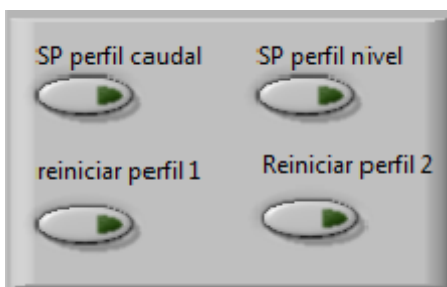 SP perfil caudal
SP perfil nivel
reiniciar perfil 1
Reiniciar perfil 2